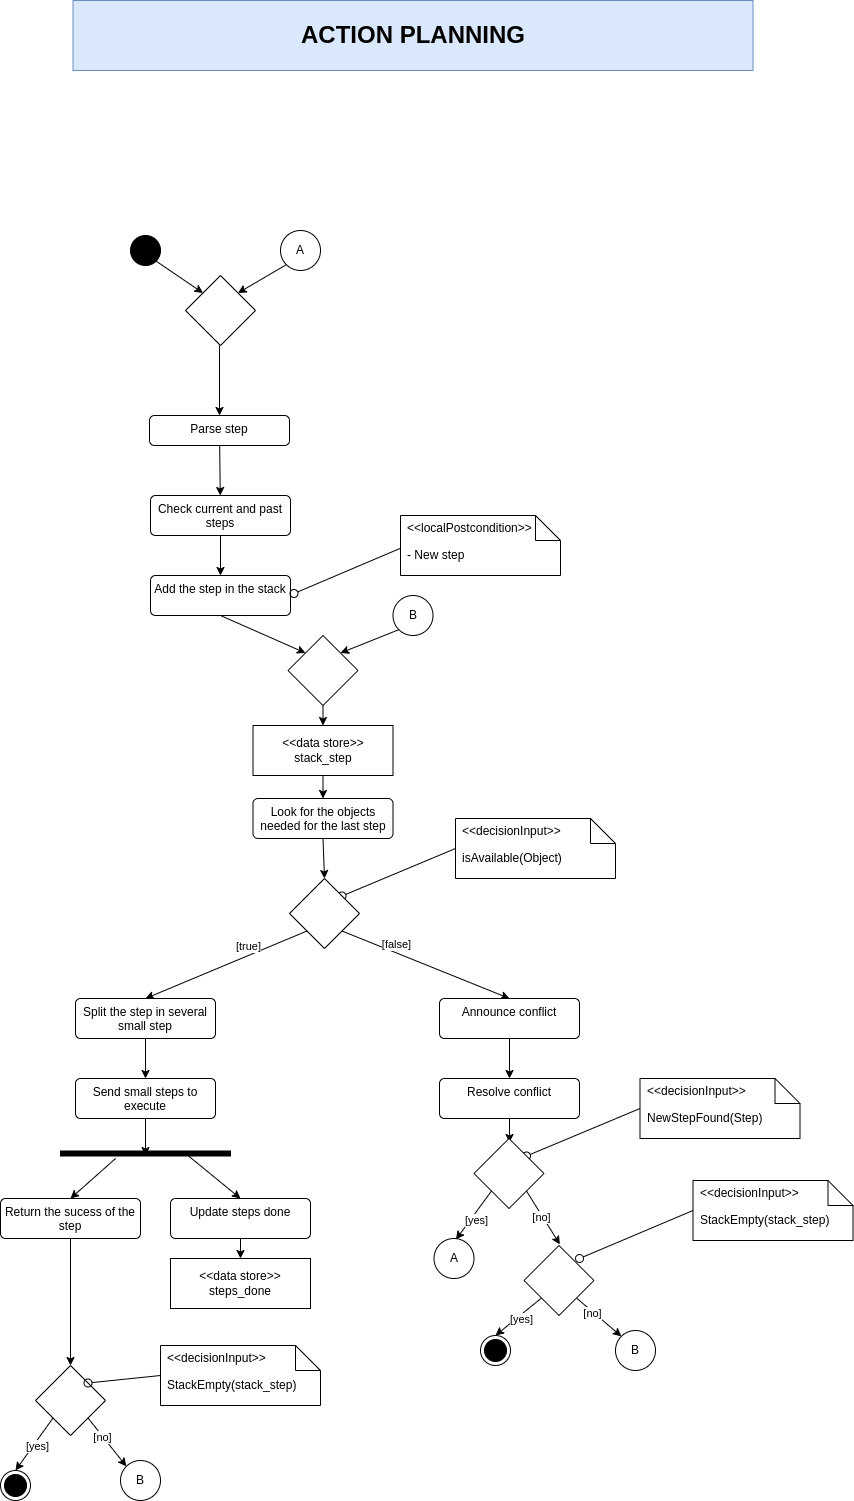 ACTION PLANNING
A
Parse step
Check current and past
steps
<<localPostcondition>>
- New step
Add the step in the stack
B
<<data store>>
stack_step
Look for the objects
needed for the last step
<<decisionInput>>
isAvailable(Object)
[true]
[false]
Split the step in several
small step
Announce conflict
Send small steps to
execute
Resolve conflict
<<decisionInput>>
NewStepFound(Step)
Return the sucess of the
step
Update steps done
[yes]
[no]
<<decisionInput>>
StackEmpty(stack_step)
A
<<data store>>
steps_done
[yes]
[no]
B
<<decisionInput>>
StackEmpty(stack_step)
[yes]
[no]
B